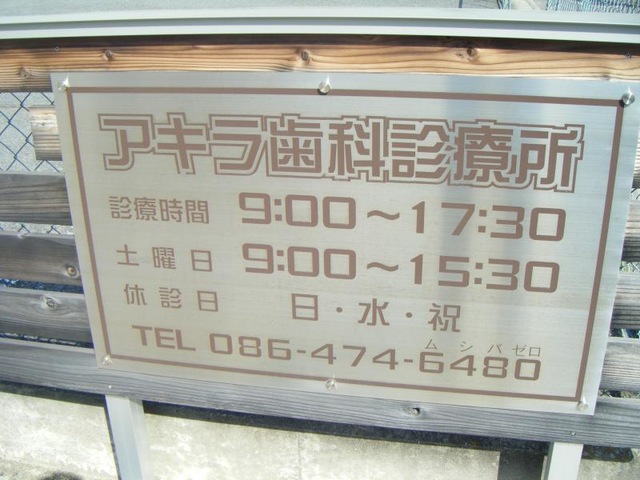 アキラ歯科診療所
診療時間 9:00～17:30
土曜日 9:00～15:30
休診日 日・水・祝
ムシバゼロ
TEL 086-474-6480